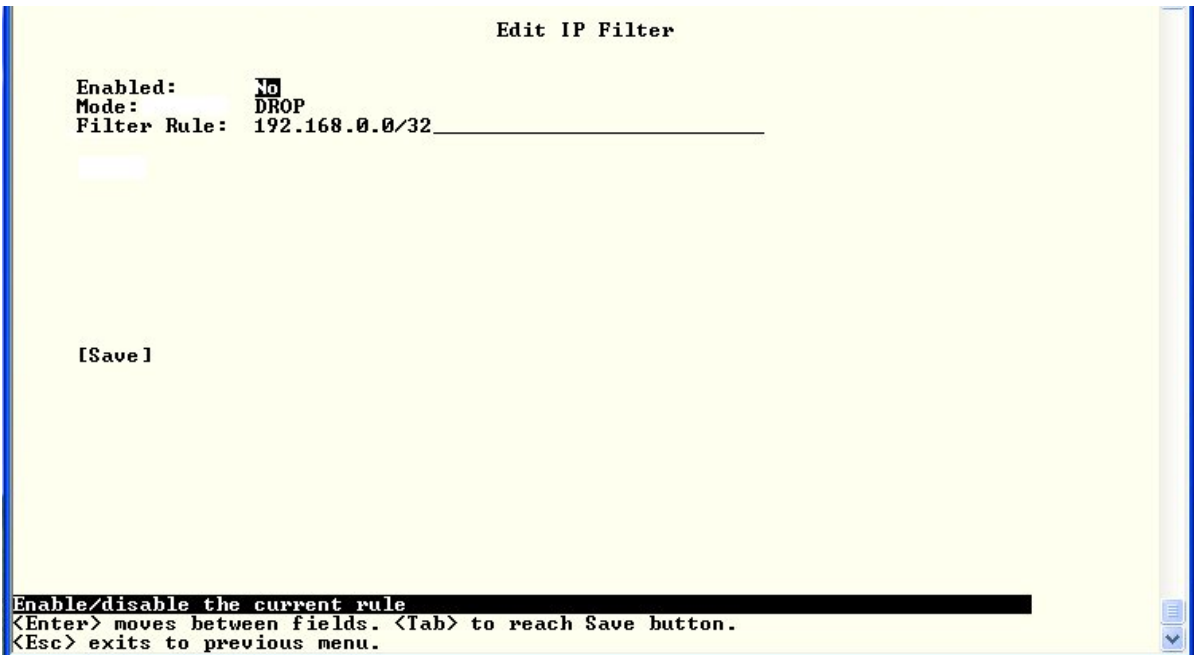 Edit IP Filter
Enabled: No
Mode: DROP
Filter Rule: 192.168.0.0/32
[Save]
Enable/disable the current rule
<Enter> moves between fields. <Tab> to reach Save button.
<Esc> exits to previous menu.